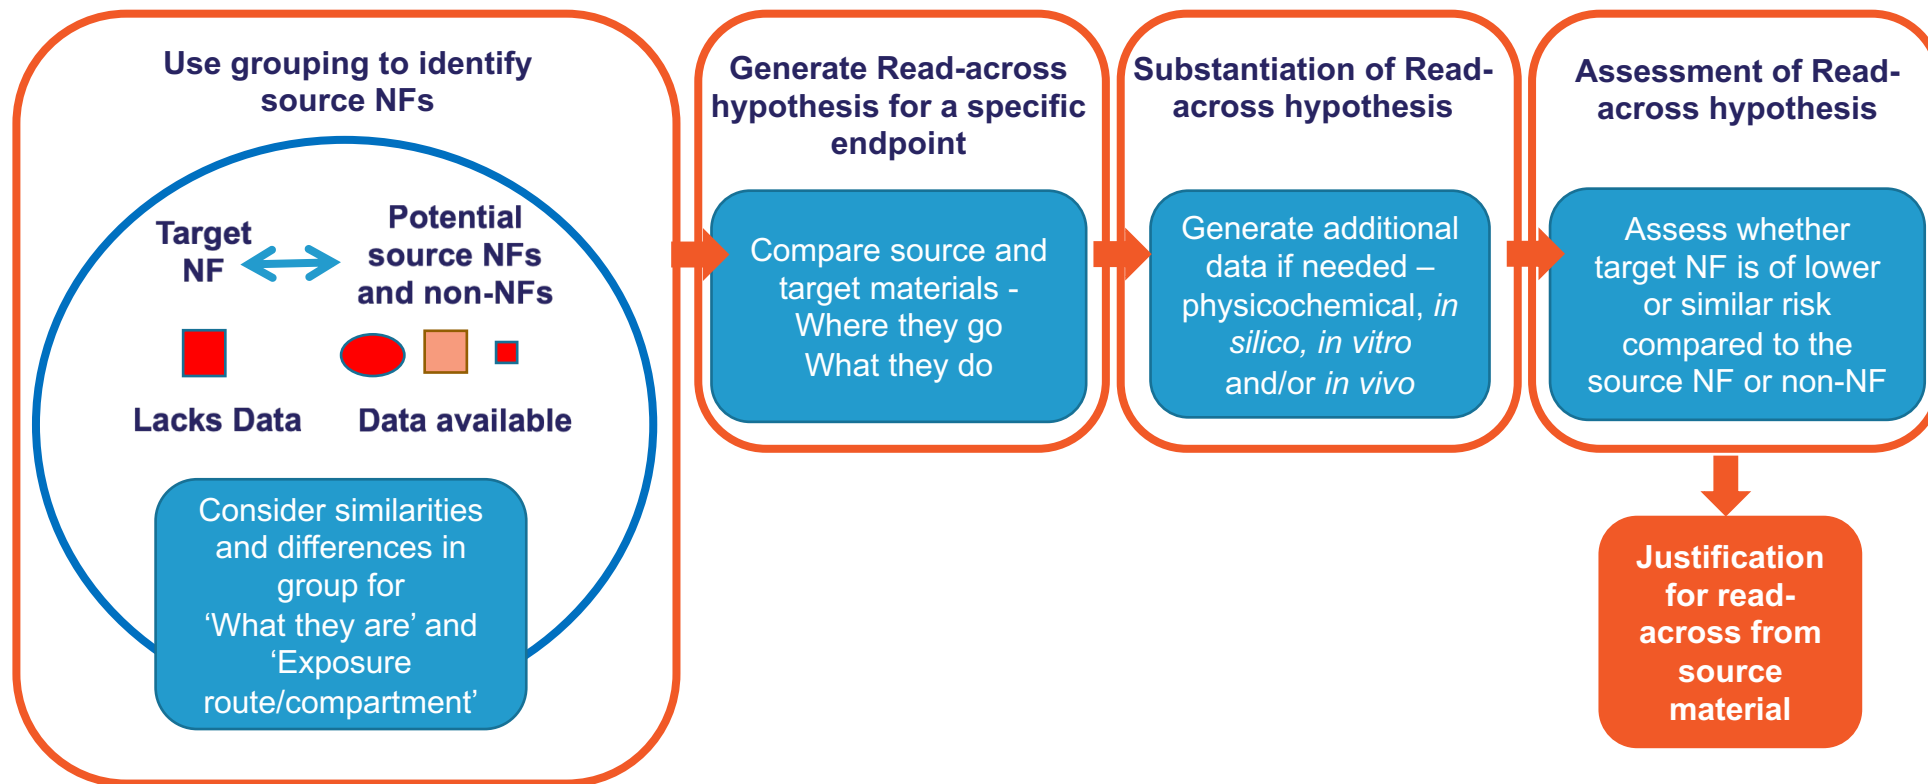 Use grouping to identify
source NFs
Target
NF
Potential
source NFs
and non-NFs
Lacks Data
Data available
Consider similarities
and differences in
group for
‘What they are’ and
‘Exposure
route/compartment’
Generate Read-across
hypothesis for a specific
endpoint
Compare source and
target materials -
Where they go
What they do
Substantiation of Read-
across hypothesis
Generate additional
data if needed –
physicochemical, in
silico, in vitro
and/or in vivo
Assessment of Read-
across hypothesis
Assess whether
target NF is of lower
or similar risk
compared to the
source NF or non-NF
Justification
for read-
across from
source
material